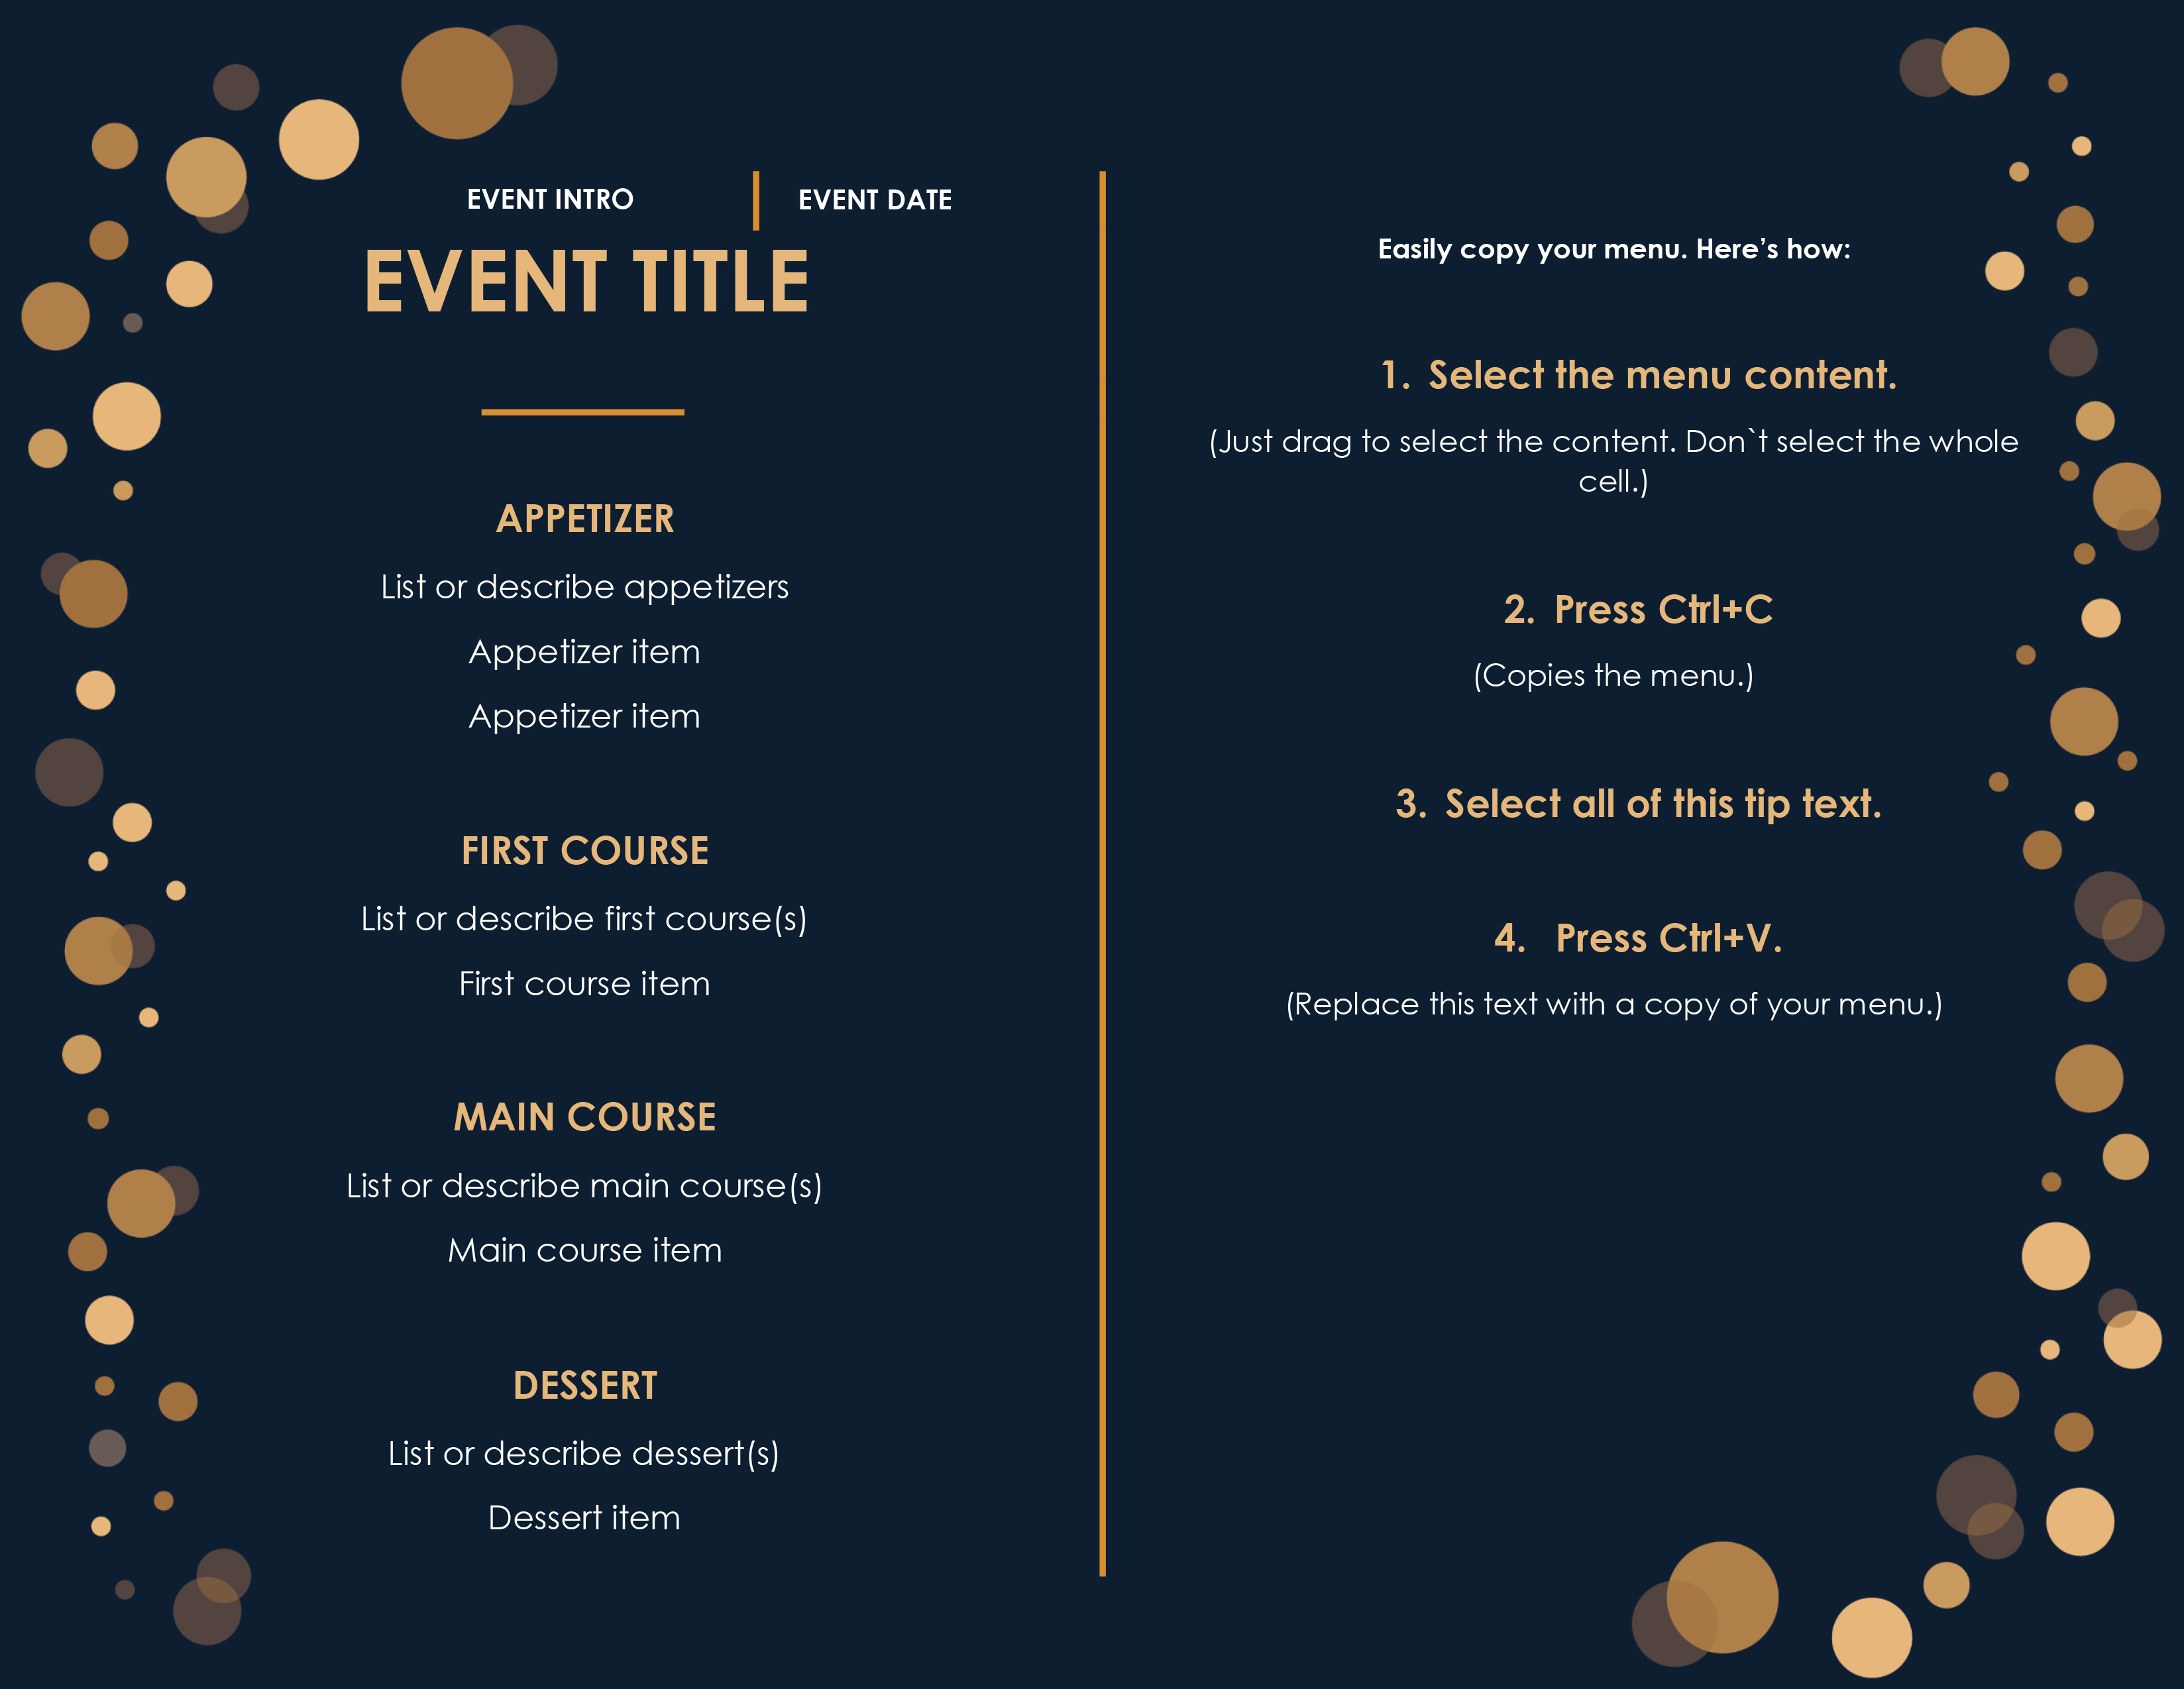 EVENT INTRO
EVENT DATE
EVENT TITLE
APPETIZER
List or describe appetizers
Appetizer item
Appetizer item
FIRST COURSE
List or describe first course(s)
First course item
MAIN COURSE
List or describe main course(s)
Main course item
DESSERT
List or describe dessert(s)
Dessert item
Easily copy your menu. Here’s how:
1. Select the menu content.
(Just drag to select the content. Don`t select the whole
cell.)
2. Press Ctrl+C
(Copies the menu.)
3. Select all of this tip text.
4. Press Ctrl+V.
(Replace this text with a copy of your menu.)